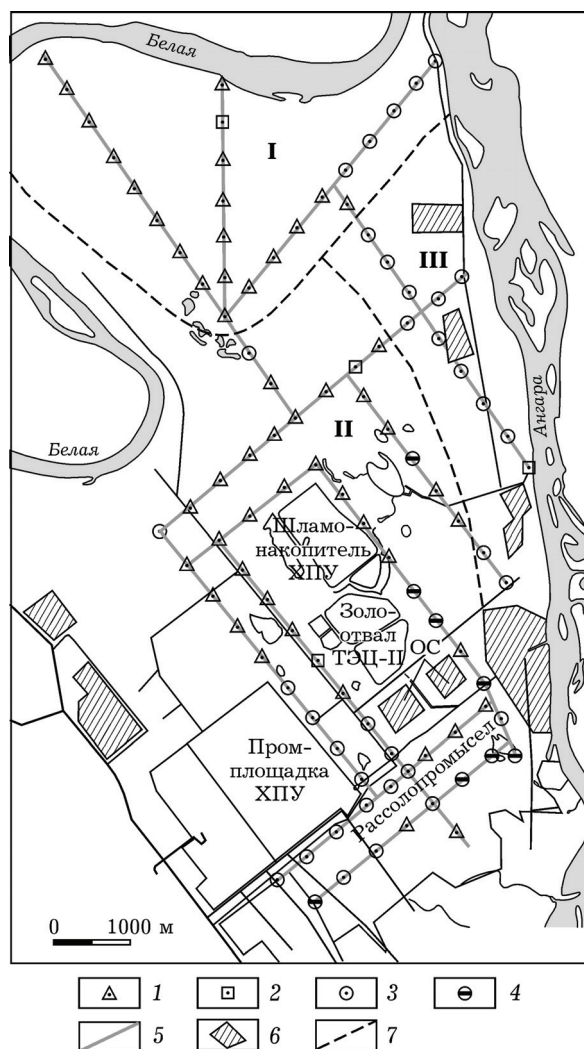 Белая
I
III
Белая
Ангара
II
Шламо-
накопитель
ХПУ
Золо-
отвал
ТЭЦ-II
ОС
Пром-
площадка
ХПУ
Рассолопромысел
0 1000 м
1 2 3 4
5 6 7